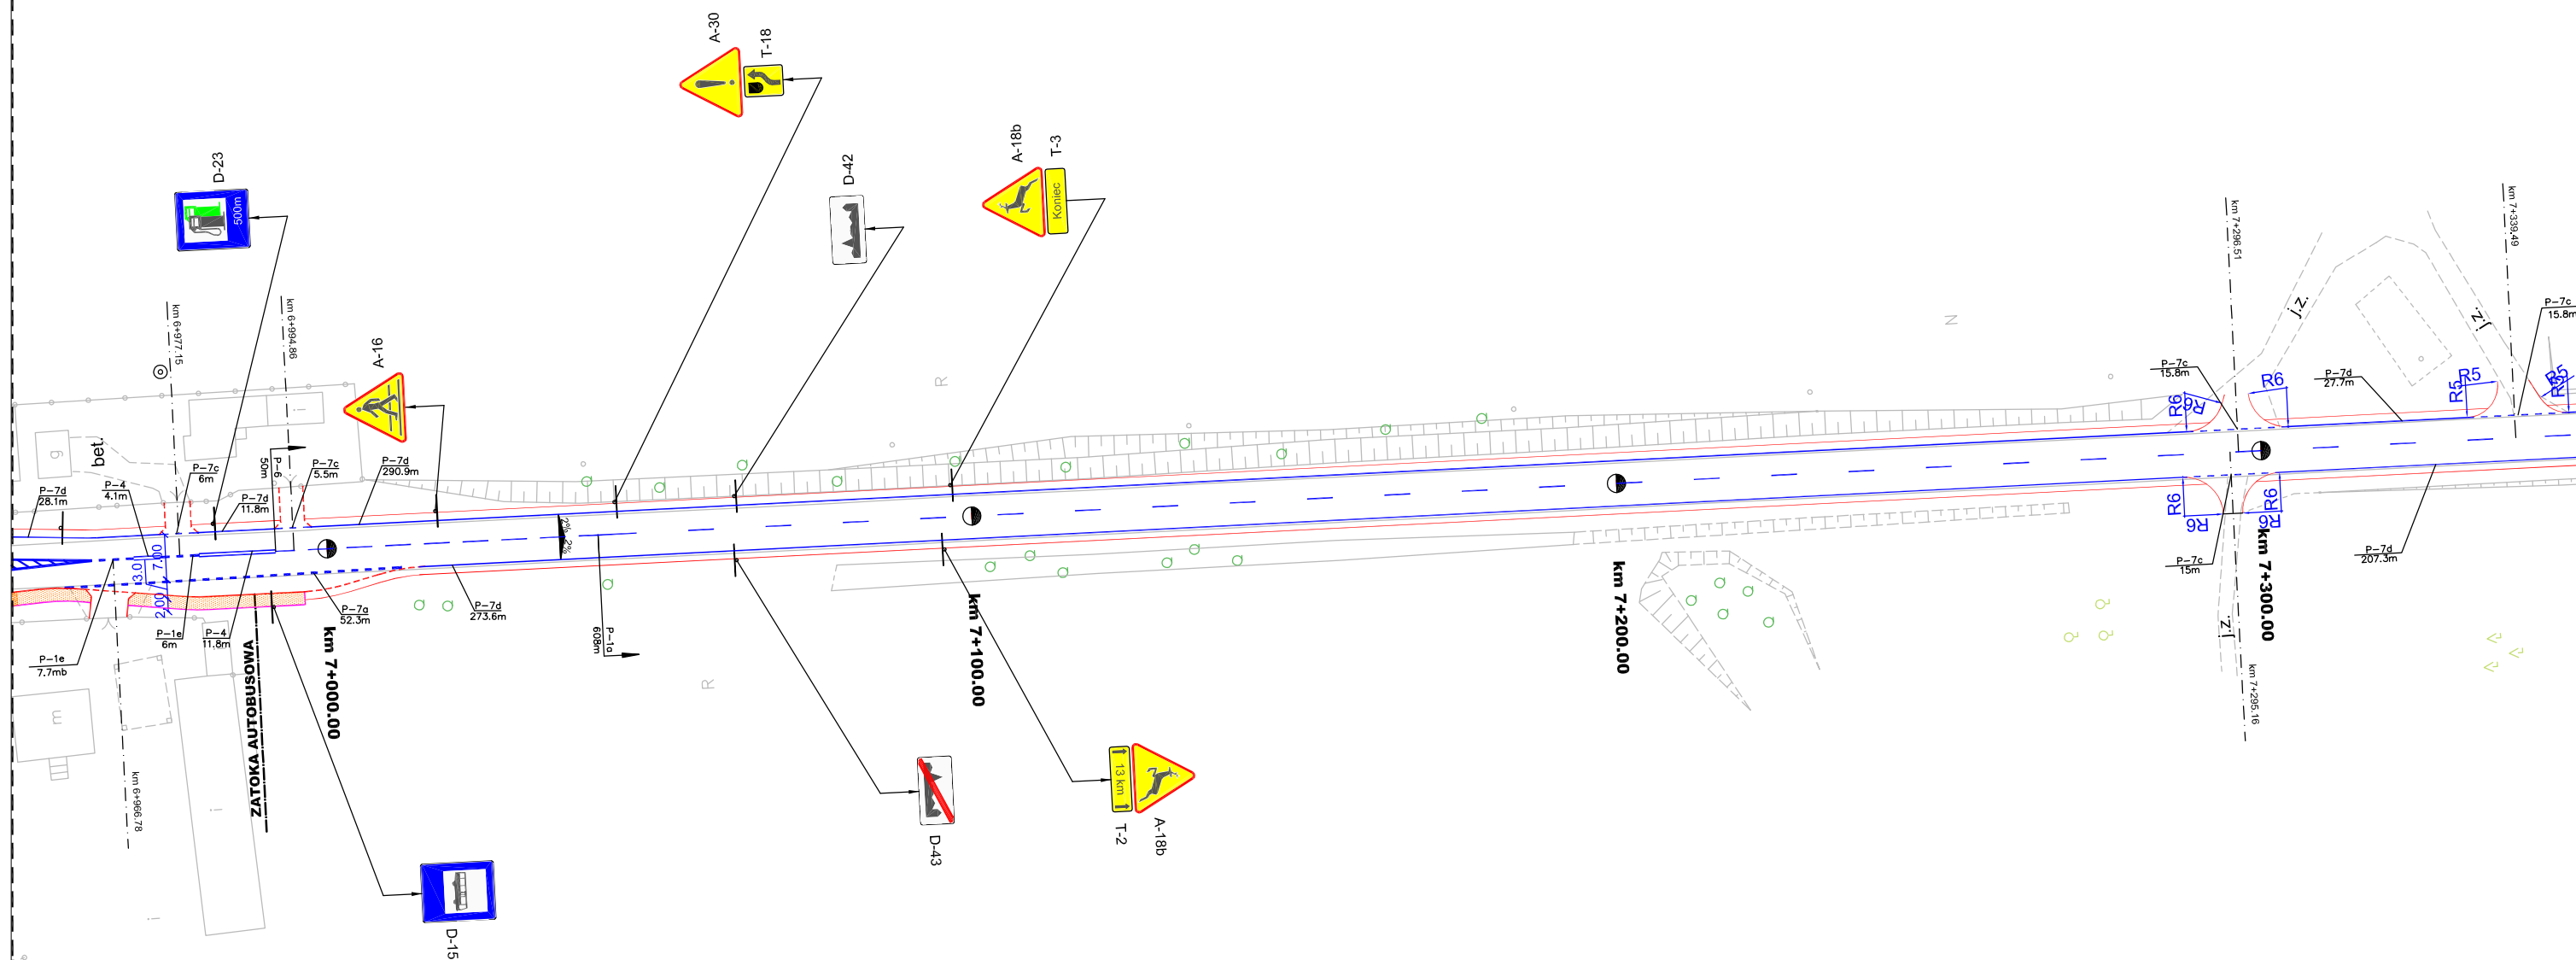 A-30
T-18
D-23
500m
D-42
A-18b
T-3
Koniec
A-16
km 6+977.15
km 6+994.86
km 7+296.51
km 7+339.49
P-7c
15.8m
P-7c
15.8m
P-7d
27.7m
j.z.
j.z.
R6
R6
R6
R5
R5
R5
N
R
g
bet.
i
P-7d
28.1m
P-4
4.1m
P-7c
6m
P-7d
11.8m
P-6
50m
P-7c
5.5m
P-7d
290.9m
2%
2%
7.00
3.0
2.00
P-1e
7.7mb
P-1e
6m
P-4
11.8m
P-7a
52.3m
P-7d
273.6m
P-1a
608m
R
m
i
i
ZATOKA AUTOBUSOWA
km 6+966.78
km 7+000.00
km 7+100.00
km 7+200.00
km 7+300.00
R6
R6
R6
R6
P-7c
15m
P-7d
207.3m
j.z.
km 7+295.16
D-15
D-43
13 km
T-2
A-18b